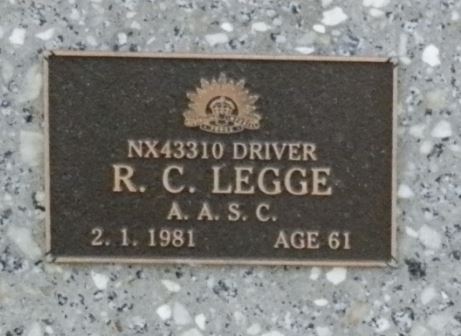 NX43310 DRIVER
R. C. LEGGE
A. A. S. C.
2. 1. 1981 AGE 61